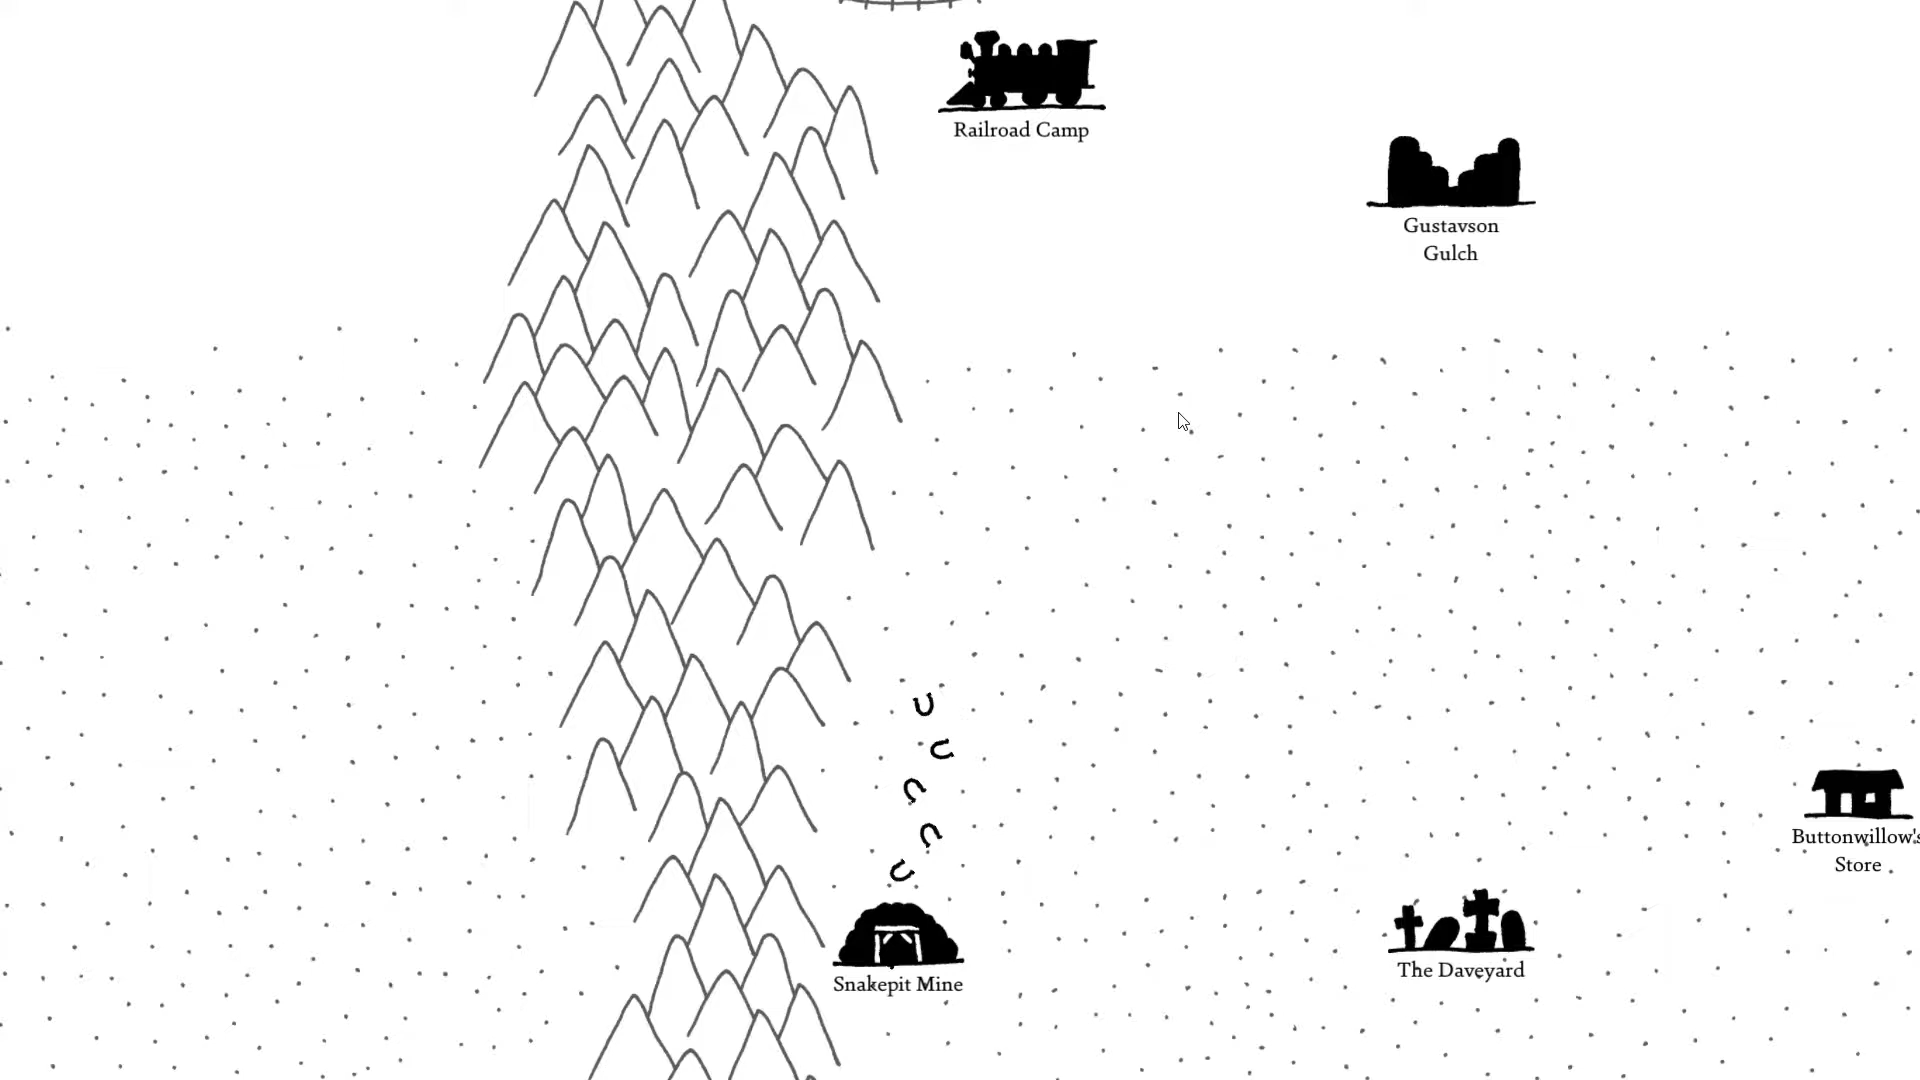 Railroad Camp
Gustavson
Gulch
Buttonwillow's
Store
The Daveyard
Snakepit Mine